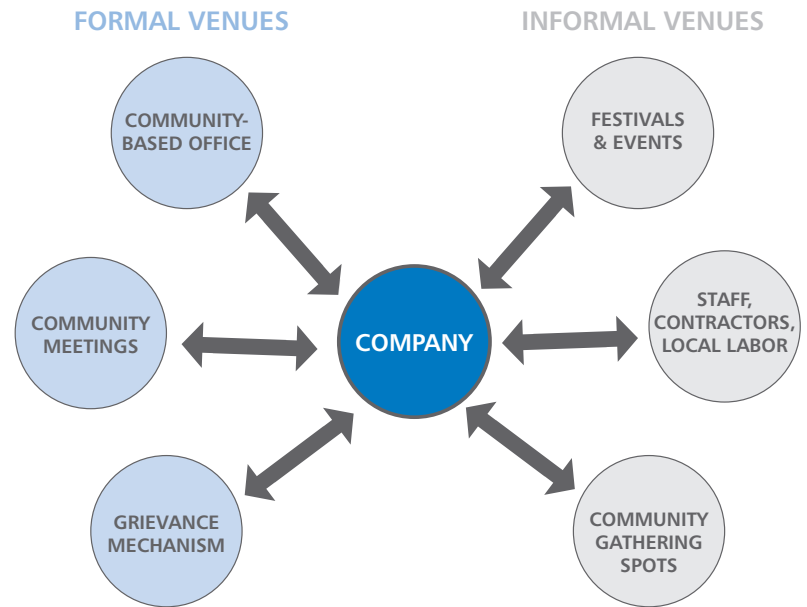 FORMAL VENUES
COMMUNITY-
BASED OFFICE
COMMUNITY
MEETINGS
GRIEVANCE
MECHANISM
COMPANY
INFORMAL VENUES
FESTIVALS
& EVENTS
STAFF,
CONTRACTORS,
LOCAL LABOR
COMMUNITY
GATHERING
SPOTS